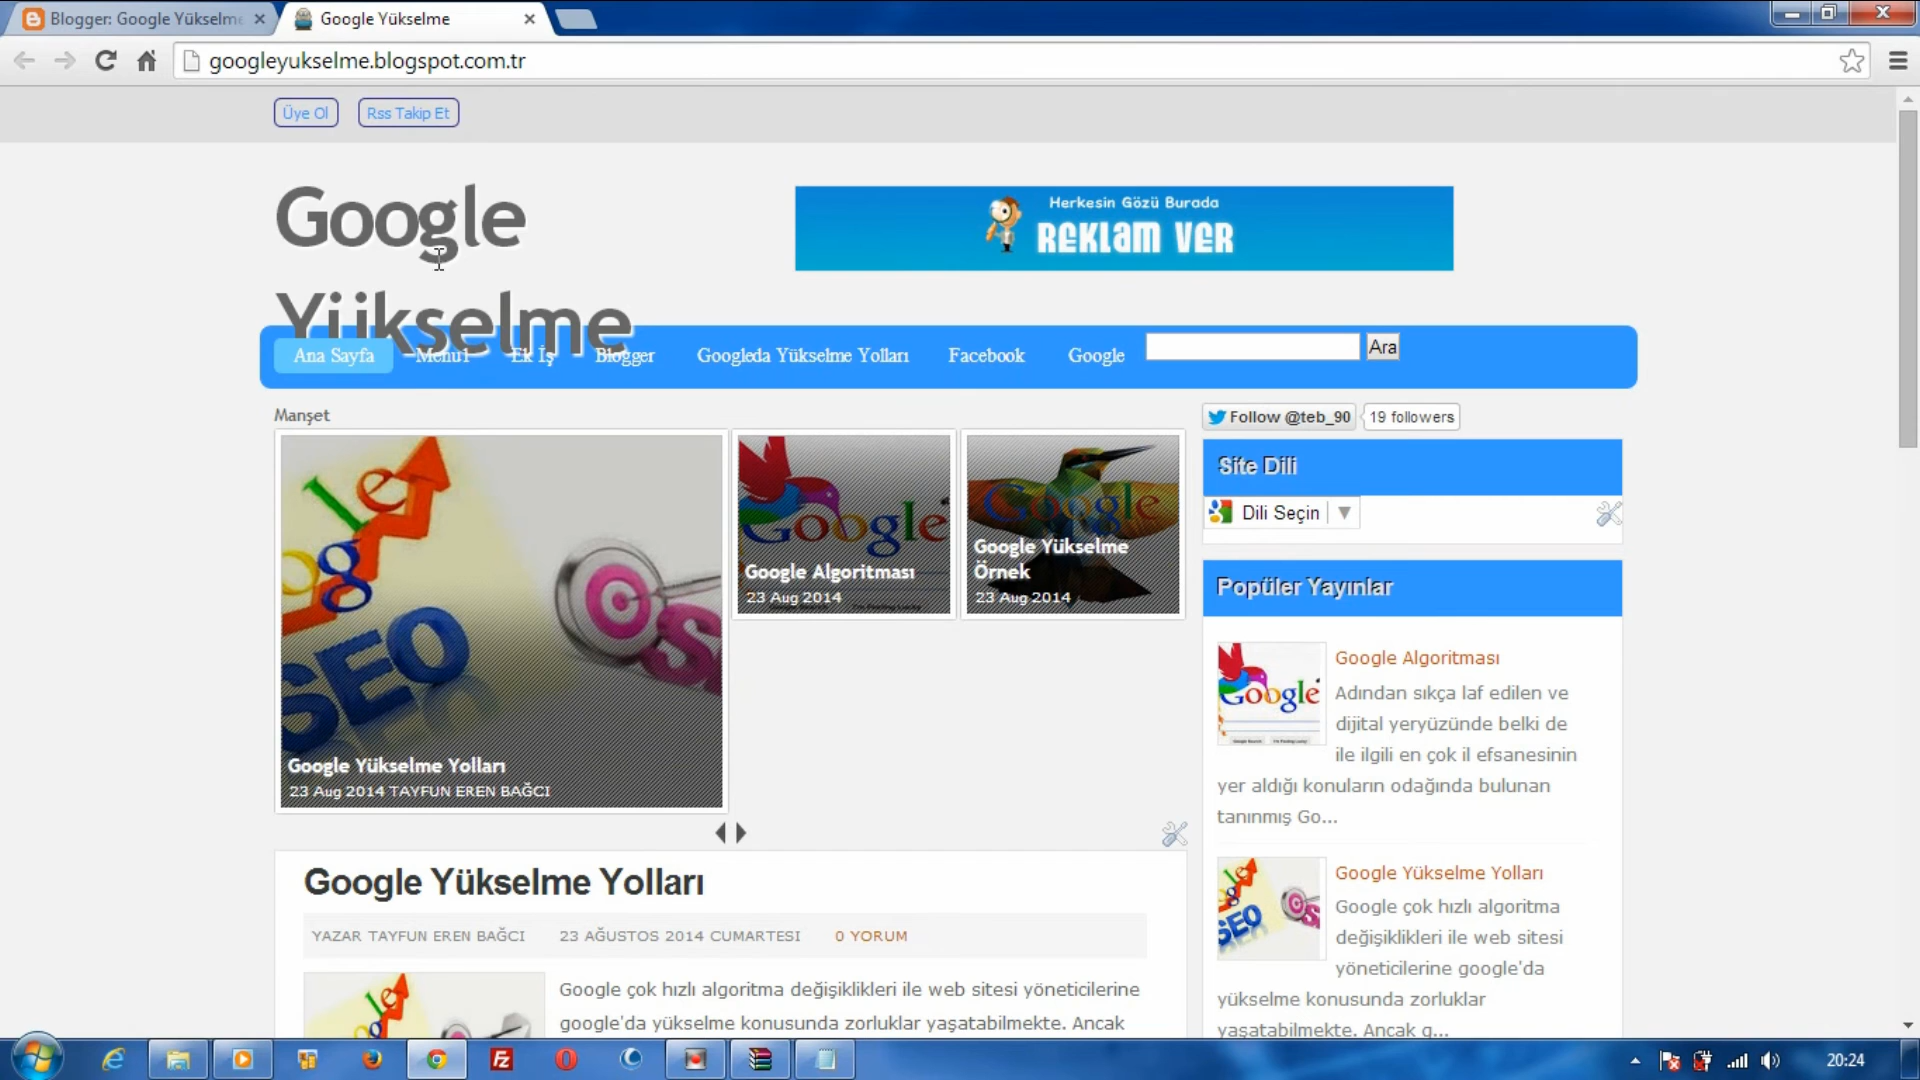 Blogger: Google Yükselme
Google Yükselme
googleyukselme.blogspot.com.tr
Üye Ol
Rss Takip Et
Google
Yükselme
Herkesin Gözü Burada
REKLAM VER
Ana Sayfa
Menu1
Ek İş
Blogger
Googleda Yükselme Yolları
Facebook
Google
Ara
Manşet
Follow @teb_90
19 followers
SEO
Google Yükselme Yolları
23 Aug 2014 TAYFUN EREN BAĞCI
Google
Google Algoritması
23 Aug 2014
Google
Google Yükselme
Örnek
23 Aug 2014
Site Dili
Dili Seçin
Popüler Yayınlar
Google
Google Algoritması
Adından sıkça laf edilen ve
dijital yeryüzünde belki de
ile ilgili en çok il efsanesinin
yer aldığı konuların odağında bulunan
tanınmış Go...
SEO
Google Yükselme Yolları
Google çok hızlı algoritma
değişiklikleri ile web sitesi
yöneticilerine google'da
yükselme konusunda zorluklar
yaşatabilmekte. Ancak g...
Google Yükselme Yolları
YAZAR TAYFUN EREN BAĞCI
23 AĞUSTOS 2014 CUMARTESI
0 YORUM
Google çok hızlı algoritma değişiklikleri ile web sitesi yöneticilerine
google'da yükselme konusunda zorluklar yaşatabilmekte. Ancak
20:24